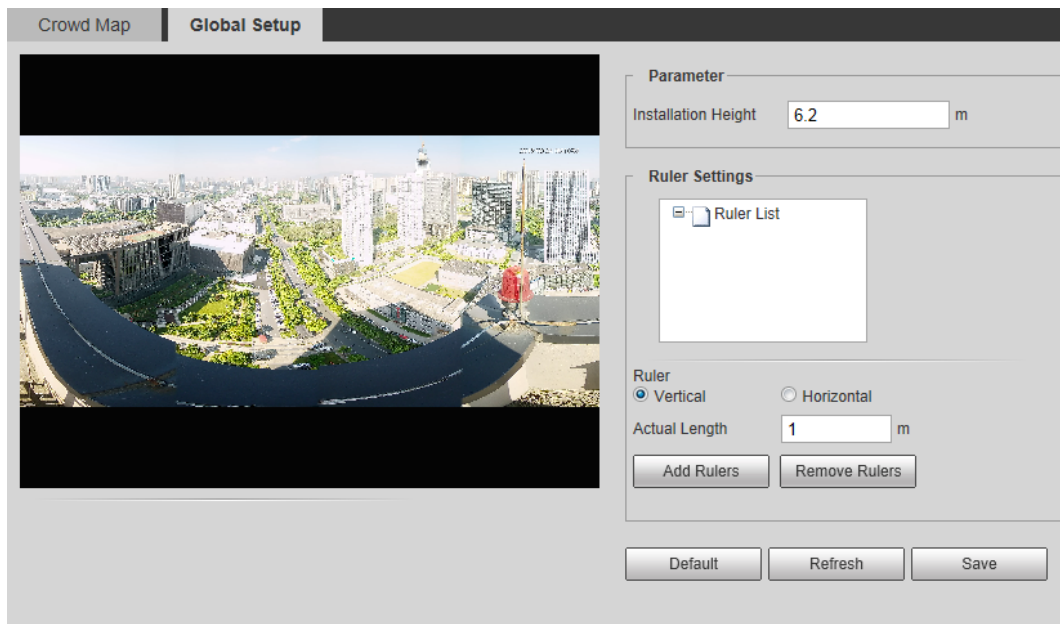 Crowd Map
Global Setup
Parameter
Installation Height 6.2 m
Ruler Settings
Ruler List
Ruler
Vertical Horizontal
Actual Length 1 m
Add Rulers Remove Rulers
Default Refresh Save